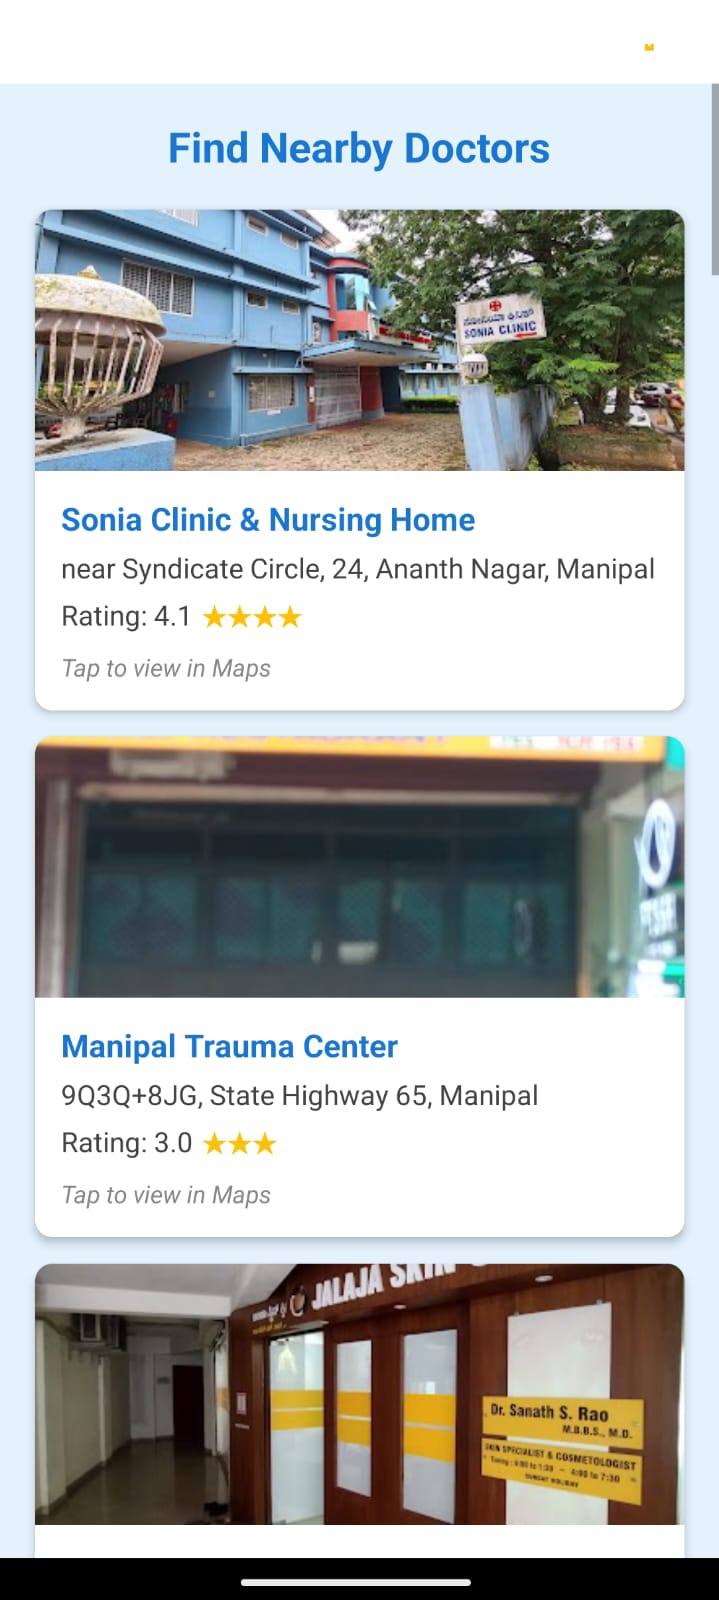 Find Nearby Doctors
SONIA CLINIC
Sonia Clinic & Nursing Home
near Syndicate Circle, 24, Ananth Nagar, Manipal
Rating: 4.1 ★★★★
Tap to view in Maps
Manipal Trauma Center
9Q3Q+8JG, State Highway 65, Manipal
Rating: 3.0 ★★★
Tap to view in Maps
JALAJA SKIN
Dr. Sanath S. Rao
M.B.B.S., M.D.
SKIN SPECIALIST & COSMETOLOGIST
SUNDAY HOLIDAY